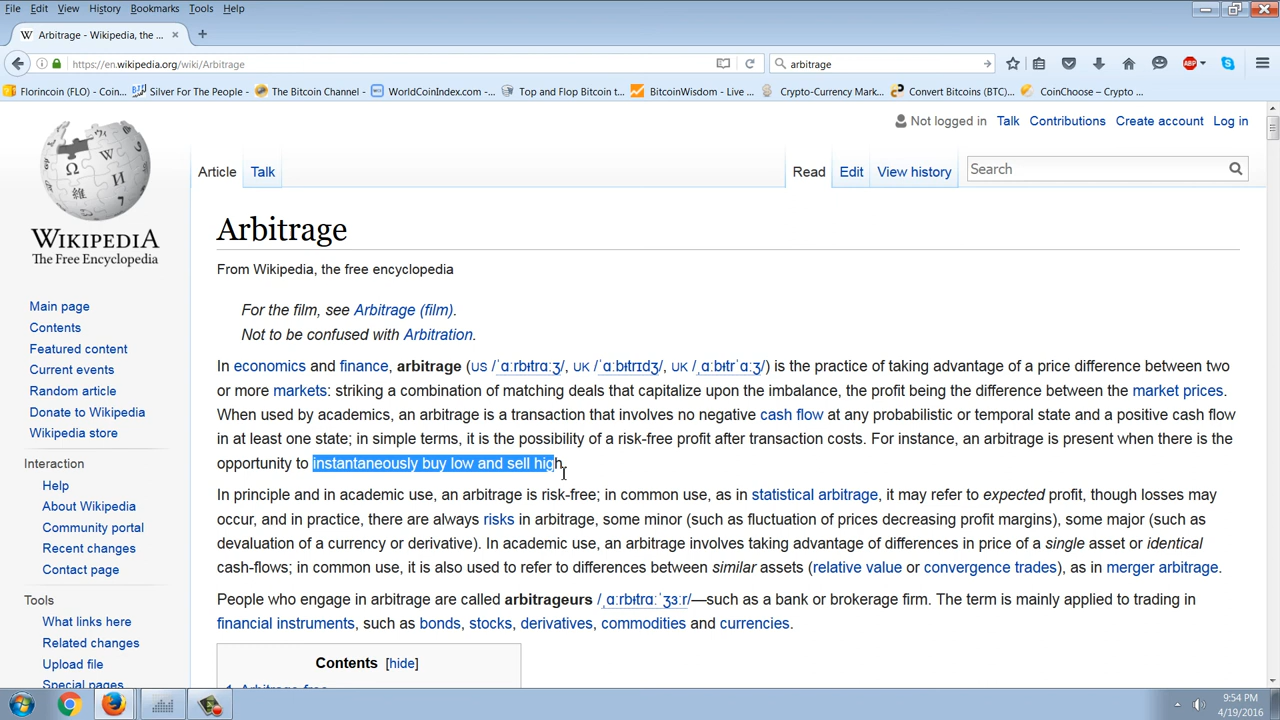 File Edit View History Bookmarks Tools Help
W Arbitrage - Wikipedia, the ... × +
https://en.wikipedia.org/wiki/Arbitrage arbitrage
Florincoin (FLO) - Coin... Silver For The People - ... The Bitcoin Channel - ... WorldCoinIndex.com -... Top and Flop Bitcoin t... BitcoinWisdom - Live ... Crypto-Currency Mark... Convert Bitcoins (BTC)... CoinChoose – Crypto ...
Not logged in Talk Contributions Create account Log in
Article Talk Read Edit View history Search
WIKIPEDIA
The Free Encyclopedia
Main page
Contents
Featured content
Current events
Random article
Donate to Wikipedia
Wikipedia store
Interaction
Help
About Wikipedia
Community portal
Recent changes
Contact page
Tools
What links here
Related changes
Upload file
Special pages
Arbitrage
From Wikipedia, the free encyclopedia
For the film, see Arbitrage (film).
Not to be confused with Arbitration.
In economics and finance, arbitrage (US /ˈɑːrbɪtrɑːʒ/, UK /ˈɑːbɪtrɪdʒ/, UK /ˌɑːbɪtrˈɑːʒ/) is the practice of taking advantage of a price difference between two
or more markets: striking a combination of matching deals that capitalize upon the imbalance, the profit being the difference between the market prices.
When used by academics, an arbitrage is a transaction that involves no negative cash flow at any probabilistic or temporal state and a positive cash flow
in at least one state; in simple terms, it is the possibility of a risk-free profit after transaction costs. For instance, an arbitrage is present when there is the
opportunity to instantaneously buy low and sell high.
In principle and in academic use, an arbitrage is risk-free; in common use, as in statistical arbitrage, it may refer to expected profit, though losses may
occur, and in practice, there are always risks in arbitrage, some minor (such as fluctuation of prices decreasing profit margins), some major (such as
devaluation of a currency or derivative). In academic use, an arbitrage involves taking advantage of differences in price of a single asset or identical
cash-flows; in common use, it is also used to refer to differences between similar assets (relative value or convergence trades), as in merger arbitrage.
People who engage in arbitrage are called arbitrageurs /ˌɑːrbɪtrɑːˈʒɜːr/—such as a bank or brokerage firm. The term is mainly applied to trading in
financial instruments, such as bonds, stocks, derivatives, commodities and currencies.
Contents [hide]
1 Arbitrage-free
9:54 PM
4/19/2016